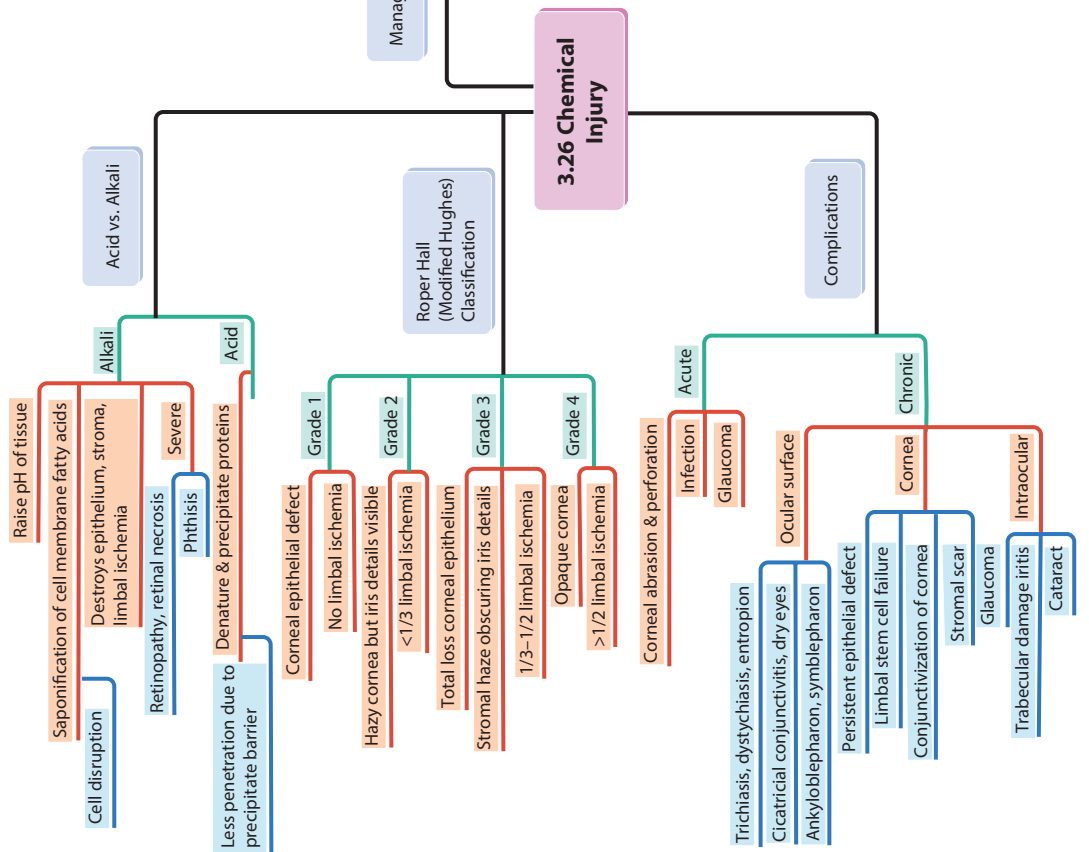 Manag
3.26 Chemical
Injury
Acid vs. Alkali
Alkali
Raise pH of tissue
Saponification of cell membrane fatty acids
Cell disruption
Destroys epithelium, stroma,
limbal ischemia
Severe
Retinopathy, retinal necrosis
Phthisis
Acid
Denature & precipitate proteins
Less penetration due to
precipitate barrier
Roper Hall
(Modified Hughes)
Classification
Grade 1
Corneal epithelial defect
No limbal ischemia
Grade 2
Hazy cornea but iris details visible
<1/3 limbal ischemia
Grade 3
Total loss corneal epithelium
Stromal haze obscuring iris details
1/3–1/2 limbal ischemia
Grade 4
Opaque cornea
>1/2 limbal ischemia
Complications
Acute
Corneal abrasion & perforation
Infection
Glaucoma
Chronic
Ocular surface
Trichiasis, dystychiasis, entropion
Cicatricial conjunctivitis, dry eyes
Ankyloblepharon, symblepharon
Cornea
Persistent epithelial defect
Limbal stem cell failure
Conjunctivization of cornea
Stromal scar
Intraocular
Glaucoma
Trabecular damage iritis
Cataract